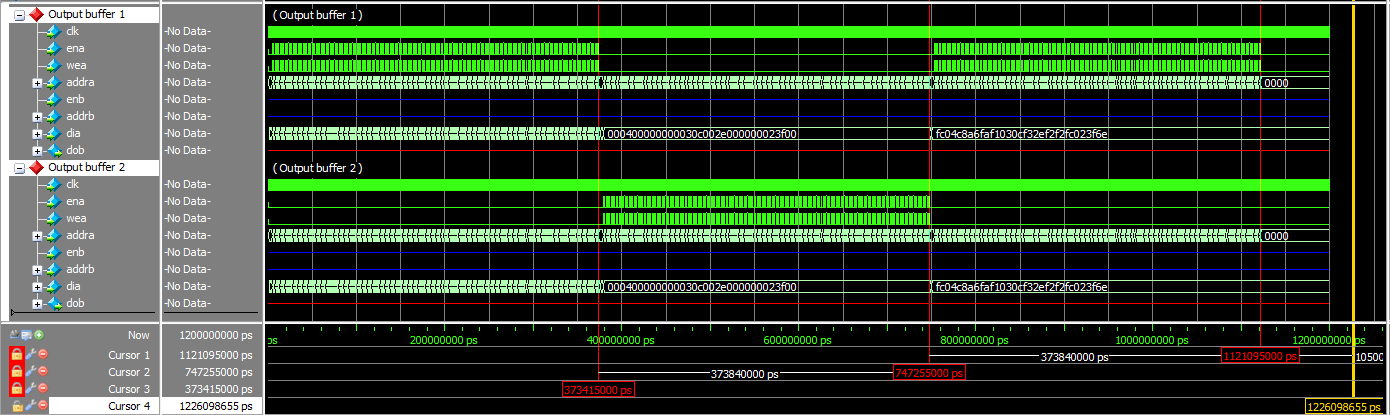 Output buffer 1 ( Output buffer 1 )
clk -No Data-
ena -No Data-
wea -No Data-
addra -No Data- 0000
enb -No Data-
addrb -No Data-
dia -No Data- 000400000000030c002e000000023f00 fc04c8a6faf1030cf32ef2f2fc023f6e
dob -No Data-
Output buffer 2 ( Output buffer 2 )
clk -No Data-
ena -No Data-
wea -No Data-
addra -No Data- 0000
enb -No Data-
addrb -No Data-
dia -No Data- 000400000000030c002e000000023f00 fc04c8a6faf1030cf32ef2f2fc023f6e
dob -No Data-
Now 1200000000 ps ps 200000000 ps 400000000 ps 600000000 ps 800000000 ps 1000000000 ps 1200000000 ps
Cursor 1 1121095000 ps 373840000 ps 1121095000 ps 10500
Cursor 2 747255000 ps 373840000 ps 747255000 ps
Cursor 3 373415000 ps 373415000 ps
Cursor 4 1226098655 ps 1226098655 ps